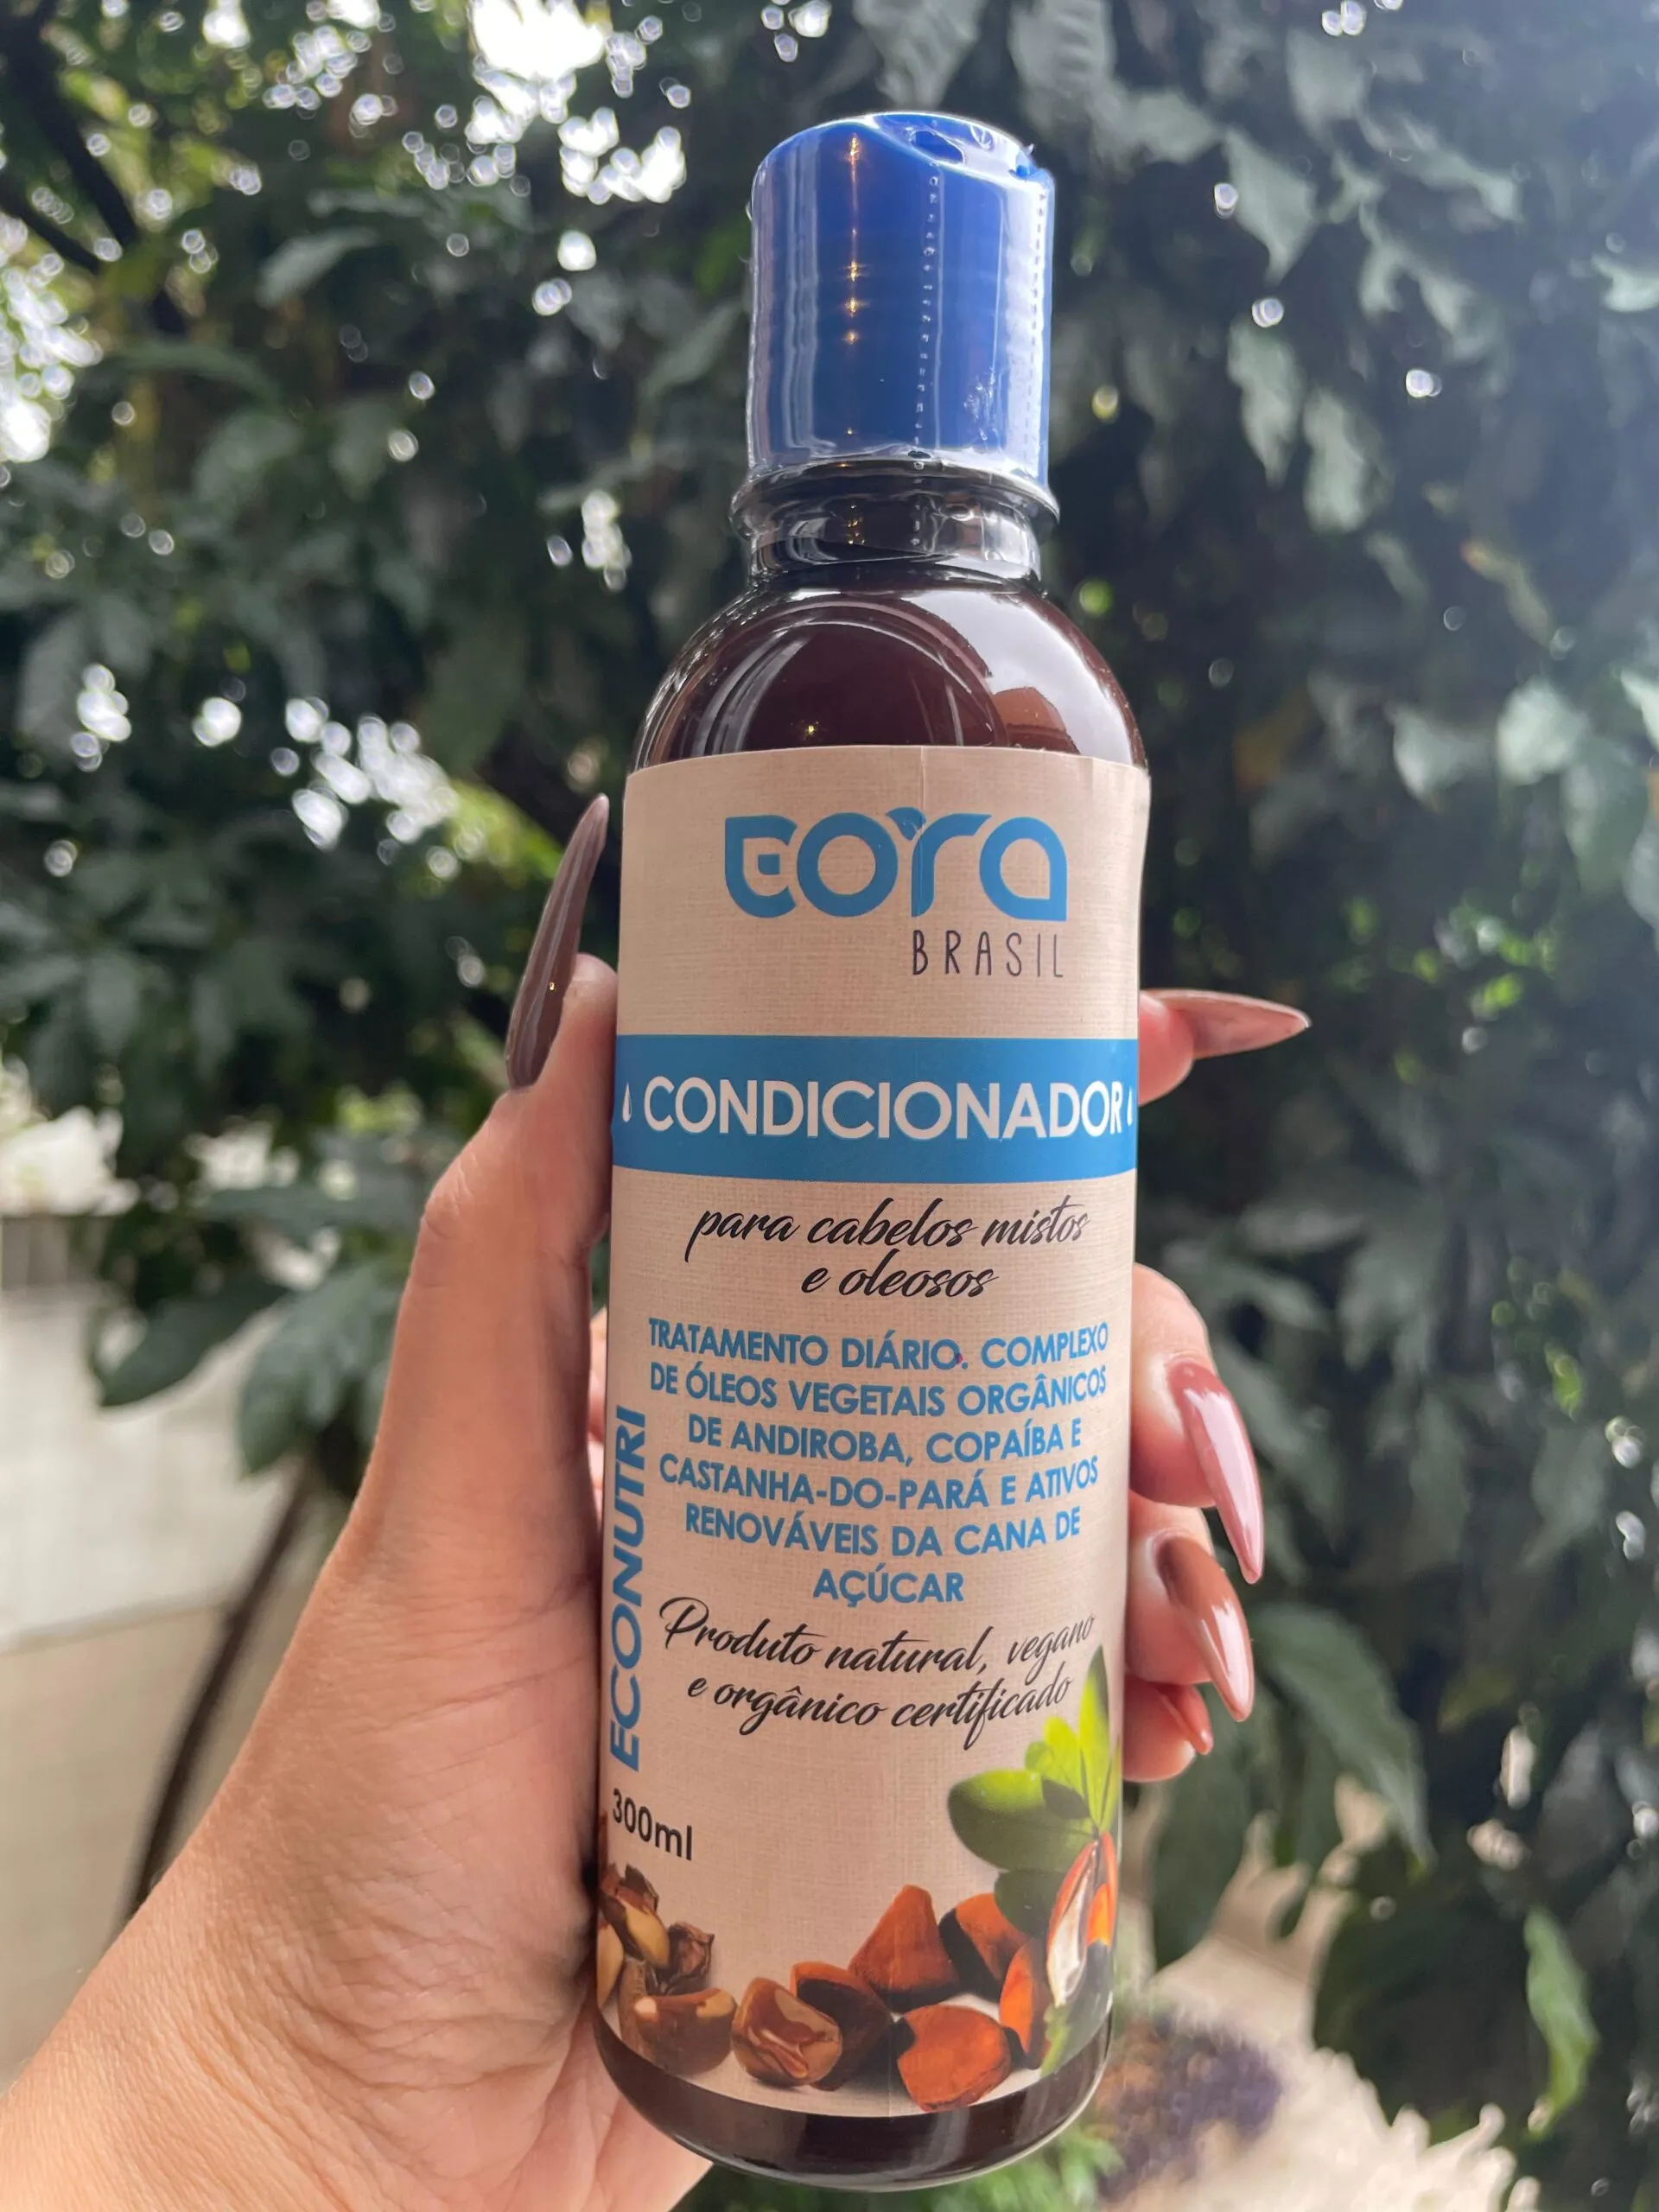 eora
BRASIL
CONDICIONADOR
para cabelos mistos
e oleosos
TRATAMENTO DIÁRIO. COMPLEXO
DE ÓLEOS VEGETAIS ORGÂNICOS
DE ANDIROBA, COPAÍBA E
CASTANHA-DO-PARÁ E ATIVOS
RENOVÁVEIS DA CANA DE
AÇÚCAR
Produto natural, vegano
e orgânico certificado
ECONUTRI
300ml